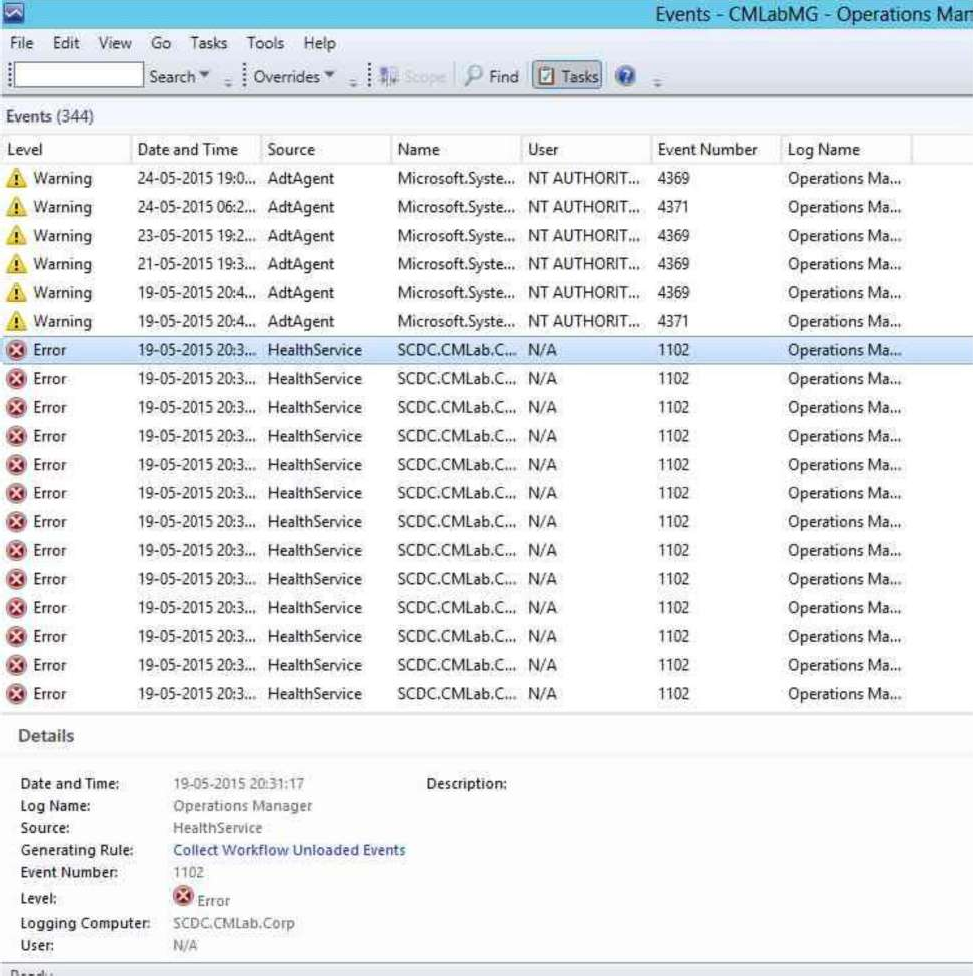 Events - CMLabMG - Operations Man
File Edit View Go Tasks Tools Help
Search Overrides Scope Find Tasks
Events (344)
Level Date and Time Source Name User Event Number Log Name
Warning 24-05-2015 19:0... AdtAgent Microsoft.Syste... NT AUTHORIT... 4369 Operations Ma...
Warning 24-05-2015 06:2... AdtAgent Microsoft.Syste... NT AUTHORIT... 4371 Operations Ma...
Warning 23-05-2015 19:2... AdtAgent Microsoft.Syste... NT AUTHORIT... 4369 Operations Ma...
Warning 21-05-2015 19:3... AdtAgent Microsoft.Syste... NT AUTHORIT... 4369 Operations Ma...
Warning 19-05-2015 20:4... AdtAgent Microsoft.Syste... NT AUTHORIT... 4369 Operations Ma...
Warning 19-05-2015 20:4... AdtAgent Microsoft.Syste... NT AUTHORIT... 4371 Operations Ma...
Error 19-05-2015 20:3... HealthService SCDC.CMLab.C... N/A 1102 Operations Ma...
Error 19-05-2015 20:3... HealthService SCDC.CMLab.C... N/A 1102 Operations Ma...
Error 19-05-2015 20:3... HealthService SCDC.CMLab.C... N/A 1102 Operations Ma...
Error 19-05-2015 20:3... HealthService SCDC.CMLab.C... N/A 1102 Operations Ma...
Error 19-05-2015 20:3... HealthService SCDC.CMLab.C... N/A 1102 Operations Ma...
Error 19-05-2015 20:3... HealthService SCDC.CMLab.C... N/A 1102 Operations Ma...
Error 19-05-2015 20:3... HealthService SCDC.CMLab.C... N/A 1102 Operations Ma...
Error 19-05-2015 20:3... HealthService SCDC.CMLab.C... N/A 1102 Operations Ma...
Error 19-05-2015 20:3... HealthService SCDC.CMLab.C... N/A 1102 Operations Ma...
Error 19-05-2015 20:3... HealthService SCDC.CMLab.C... N/A 1102 Operations Ma...
Error 19-05-2015 20:3... HealthService SCDC.CMLab.C... N/A 1102 Operations Ma...
Error 19-05-2015 20:3... HealthService SCDC.CMLab.C... N/A 1102 Operations Ma...
Error 19-05-2015 20:3... HealthService SCDC.CMLab.C... N/A 1102 Operations Ma...
Details
Date and Time: 19-05-2015 20:31:17 Description:
Log Name: Operations Manager
Source: HealthService
Generating Rule: Collect Workflow Unloaded Events
Event Number: 1102
Level: Error
Logging Computer: SCDC.CMLab.Corp
User: N/A
Ready